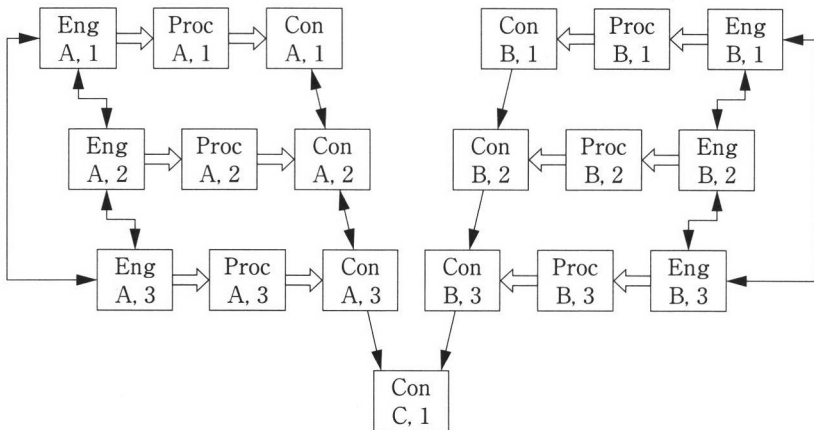 Eng
A, 1
Proc
A, 1
Con
A, 1
Con
B, 1
Proc
B, 1
Eng
B, 1
Eng
A, 2
Proc
A, 2
Con
A, 2
Con
B, 2
Proc
B, 2
Eng
B, 2
Eng
A, 3
Proc
A, 3
Con
A, 3
Con
B, 3
Proc
B, 3
Eng
B, 3
Con
C, 1